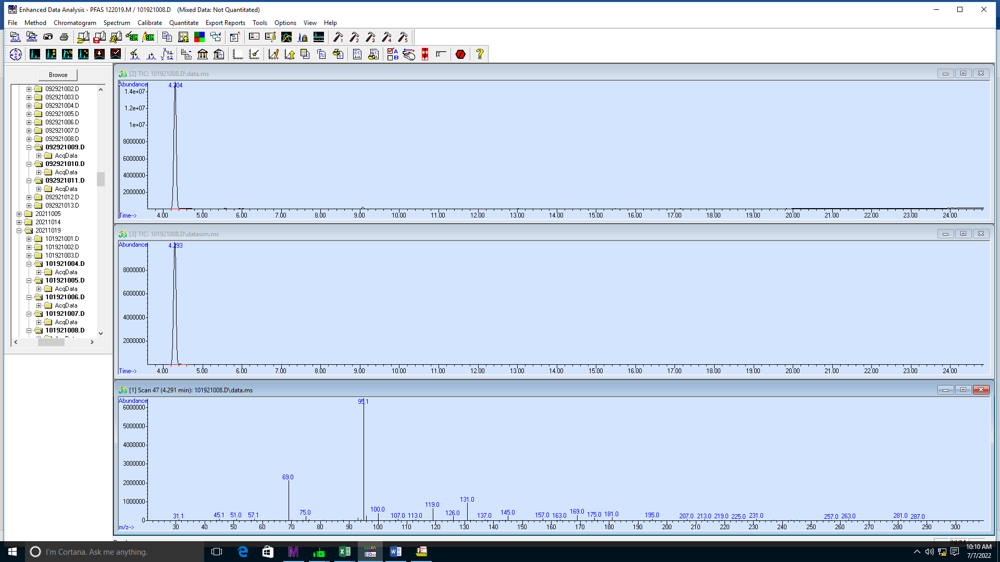 Enhanced Data Analysis - PFAS 122019.M / 101921008.D (Mixed Data: Not Quantitated)
File Method Chromatogram Spectrum Calibrate Quantitate Export Reports Tools Options View Help
Browse
092921002.D
092921003.D
092921004.D
092921005.D
092921006.D
092921007.D
092921008.D
092921009.D
AcqData
092921010.D
AcqData
092921011.D
AcqData
092921012.D
092921013.D
20211005
20211014
20211019
101921001.D
101921002.D
101921003.D
101921004.D
AcqData
101921005.D
AcqData
101921006.D
AcqData
101921007.D
AcqData
101921008.D
[2] TIC: 101921008.D\data.ms
Abundance
4.304
1.4e+07
1.2e+07
1e+07
8000000
6000000
4000000
2000000
Time-->
4.00 5.00 6.00 7.00 8.00 9.00 10.00 11.00 12.00 13.00 14.00 15.00 16.00 17.00 18.00 19.00 20.00 21.00 22.00 23.00 24.00
[3] TIC: 101921008.D\datasim.ms
Abundance
4.293
8000000
6000000
4000000
2000000
Time-->
4.00 5.00 6.00 7.00 8.00 9.00 10.00 11.00 12.00 13.00 14.00 15.00 16.00 17.00 18.00 19.00 20.00 21.00 22.00 23.00 24.00
[1] Scan 47 (4.291 min): 101921008.D\data.ms
Abundance
95.1
6000000
5000000
4000000
3000000
2000000
1000000
0
69.0
131.0
119.0
31.1 45.1 51.0 57.1 75.0 100.0 107.0 113.0 126.0 137.0 145.0 157.0 163.0 169.0 175.0 181.0 195.0 207.0 213.0 219.0 225.0 231.0 257.0 263.0 281.0 287.0
m/z-->
30 40 50 60 70 80 90 100 110 120 130 140 150 160 170 180 190 200 210 220 230 240 250 260 270 280 290 300
NUM
I'm Cortana. Ask me anything.
10:10 AM
7/7/2022